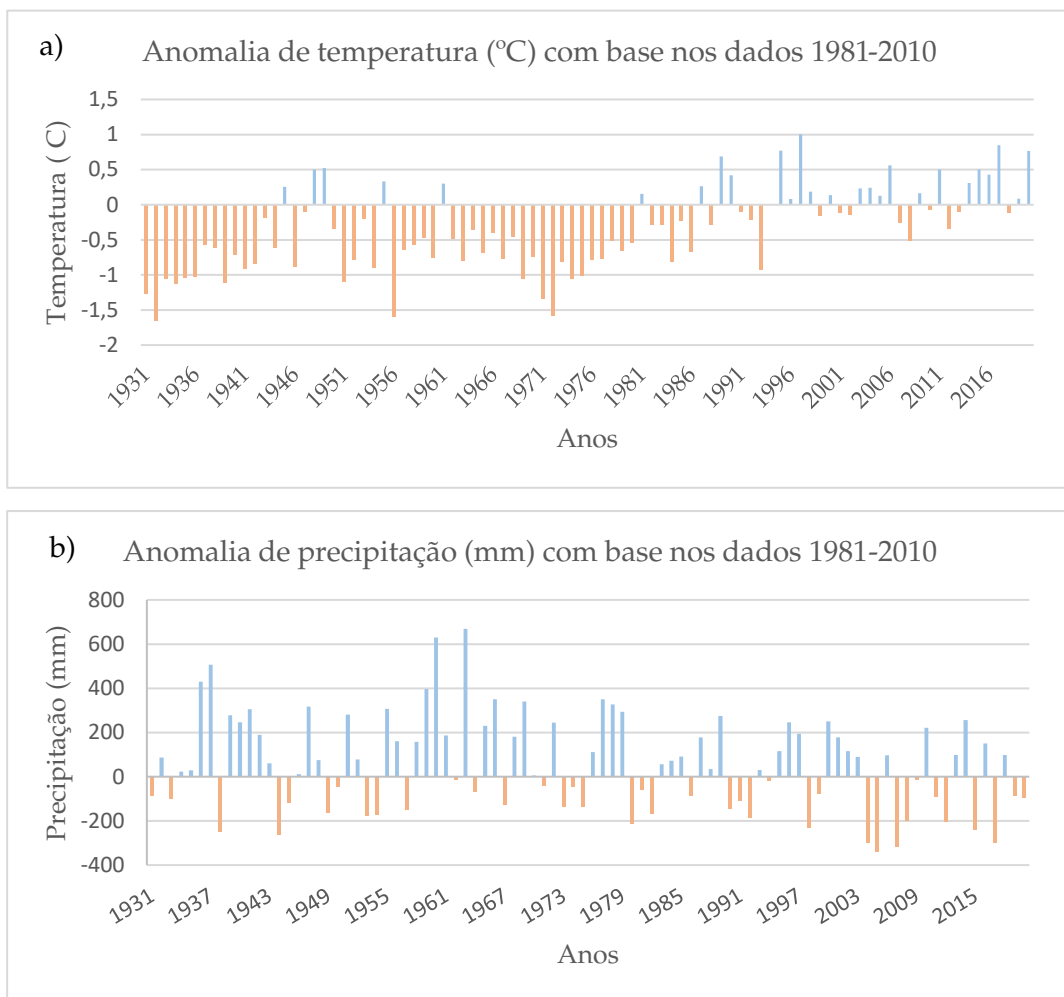 a) Anomalia de temperatura (ºC) com base nos dados 1981-2010
Temperatura ( C)
1,5
1
0,5
0
-0,5
-1
-1,5
-2
1931 1936 1941 1946 1951 1956 1961 1966 1971 1976 1981 1986 1991 1996 2001 2006 2011 2016
Anos
b) Anomalia de precipitação (mm) com base nos dados 1981-2010
Precipitação (mm)
800
600
400
200
0
-200
-400
1931 1937 1943 1949 1955 1961 1967 1973 1979 1985 1991 1997 2003 2009 2015
Anos